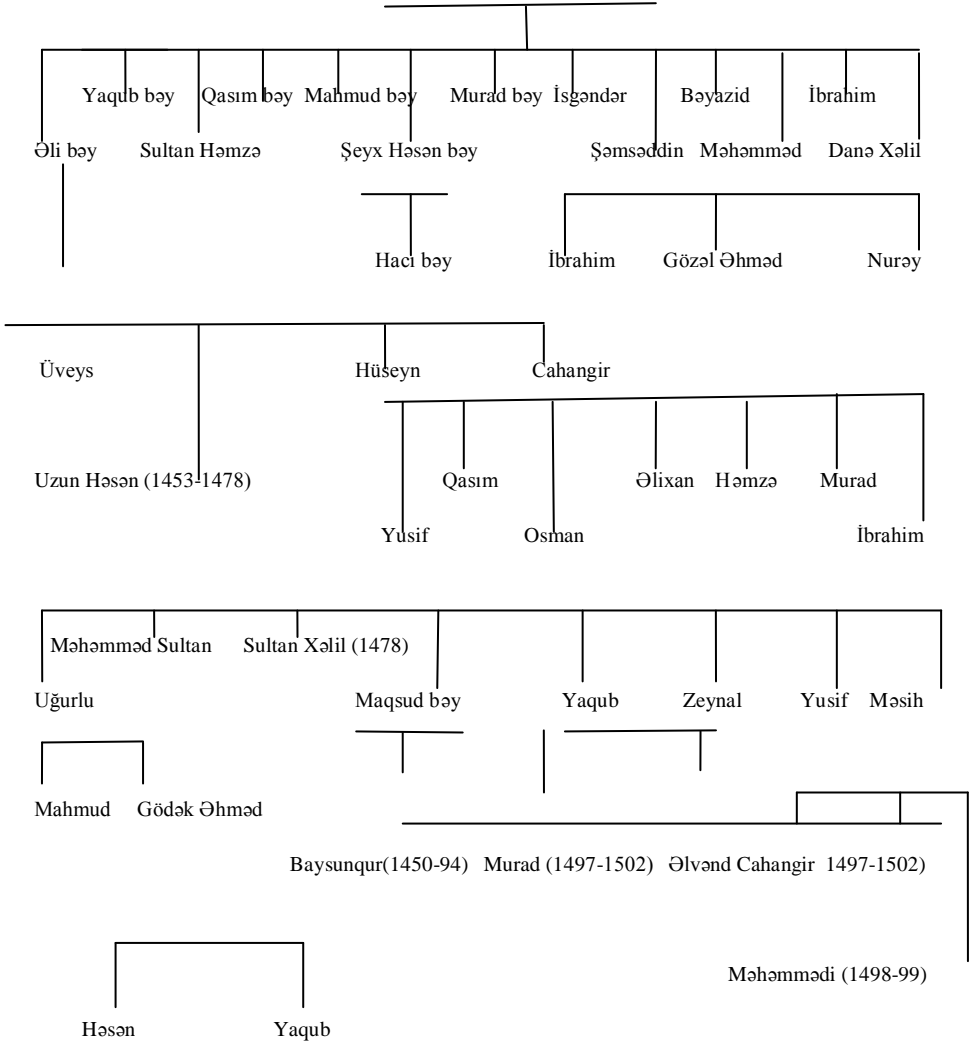 Yaqub bəy Qasım bəy Mahmud bəy Murad bəy İsgəndər Bəyazid İbrahim
Əli bəy Sultan Həmzə Şeyx Həsən bəy Şəmsəddin Məhəmməd Danə Xəlil
Hacı bəy İbrahim Gözəl Əhməd Nurəy
Üveys Hüseyn Cahangir
Uzun Həsən (1453-1478) Qasım Əlixan Həmzə Murad
Yusif Osman İbrahim
Məhəmməd Sultan Sultan Xəlil (1478)
Uğurlu Maqsud bəy Yaqub Zeynal Yusif Məsih
Mahmud Gödək Əhməd
Baysunqur(1450-94) Murad (1497-1502) Əlvənd Cahangir 1497-1502)
Məhəmmədi (1498-99)
Həsən Yaqub